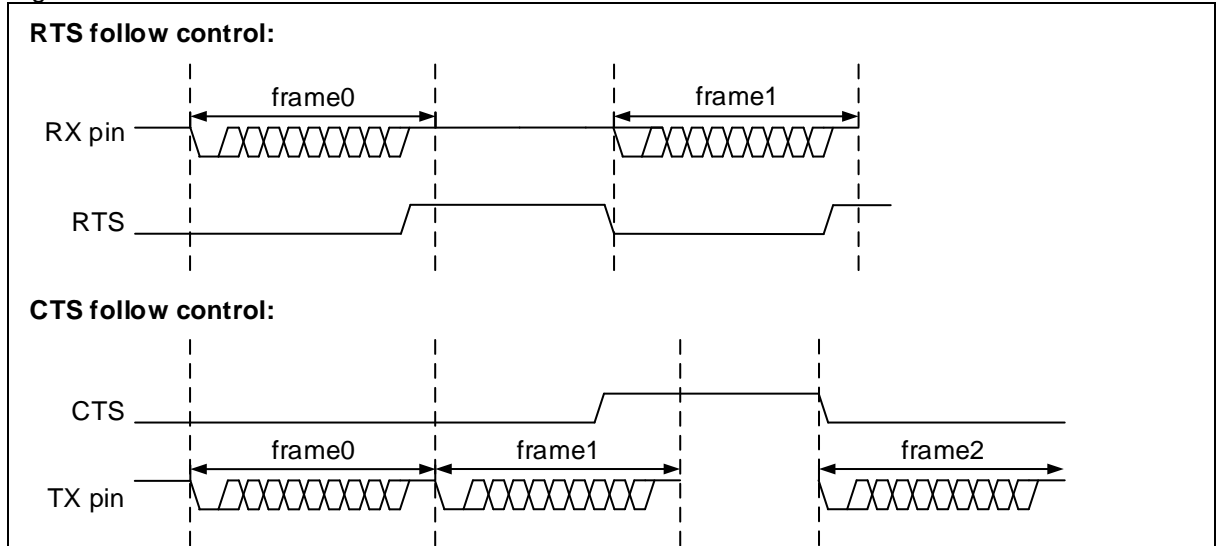 RTS follow control:
frame0
frame1
RX pin
RTS
CTS follow control:
CTS
frame0
frame1
frame2
TX pin